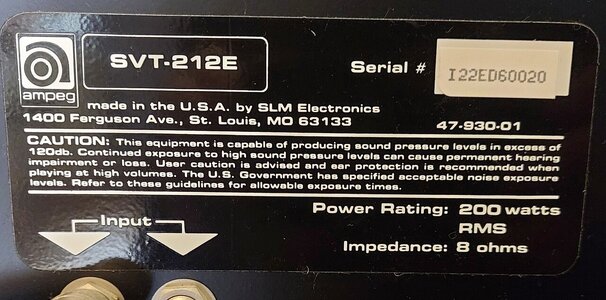 ampeg
SVT-212E
Serial #
I22ED60020
made in the U.S.A. by SLM Electronics
1400 Ferguson Ave., St. Louis, MO 63133
47-930-01
CAUTION: This equipment is capable of producing sound pressure levels in excess of
120db. Continued exposure to high sound pressure levels can cause permanent hearing
impairment or loss. User caution is advised and ear protection is recommended when
playing at high volumes. The U.S. Government has specified acceptable noise exposure
levels. Refer to these guidelines for allowable exposure times.
Input
Power Rating: 200 watts
RMS
Impedance: 8 ohms